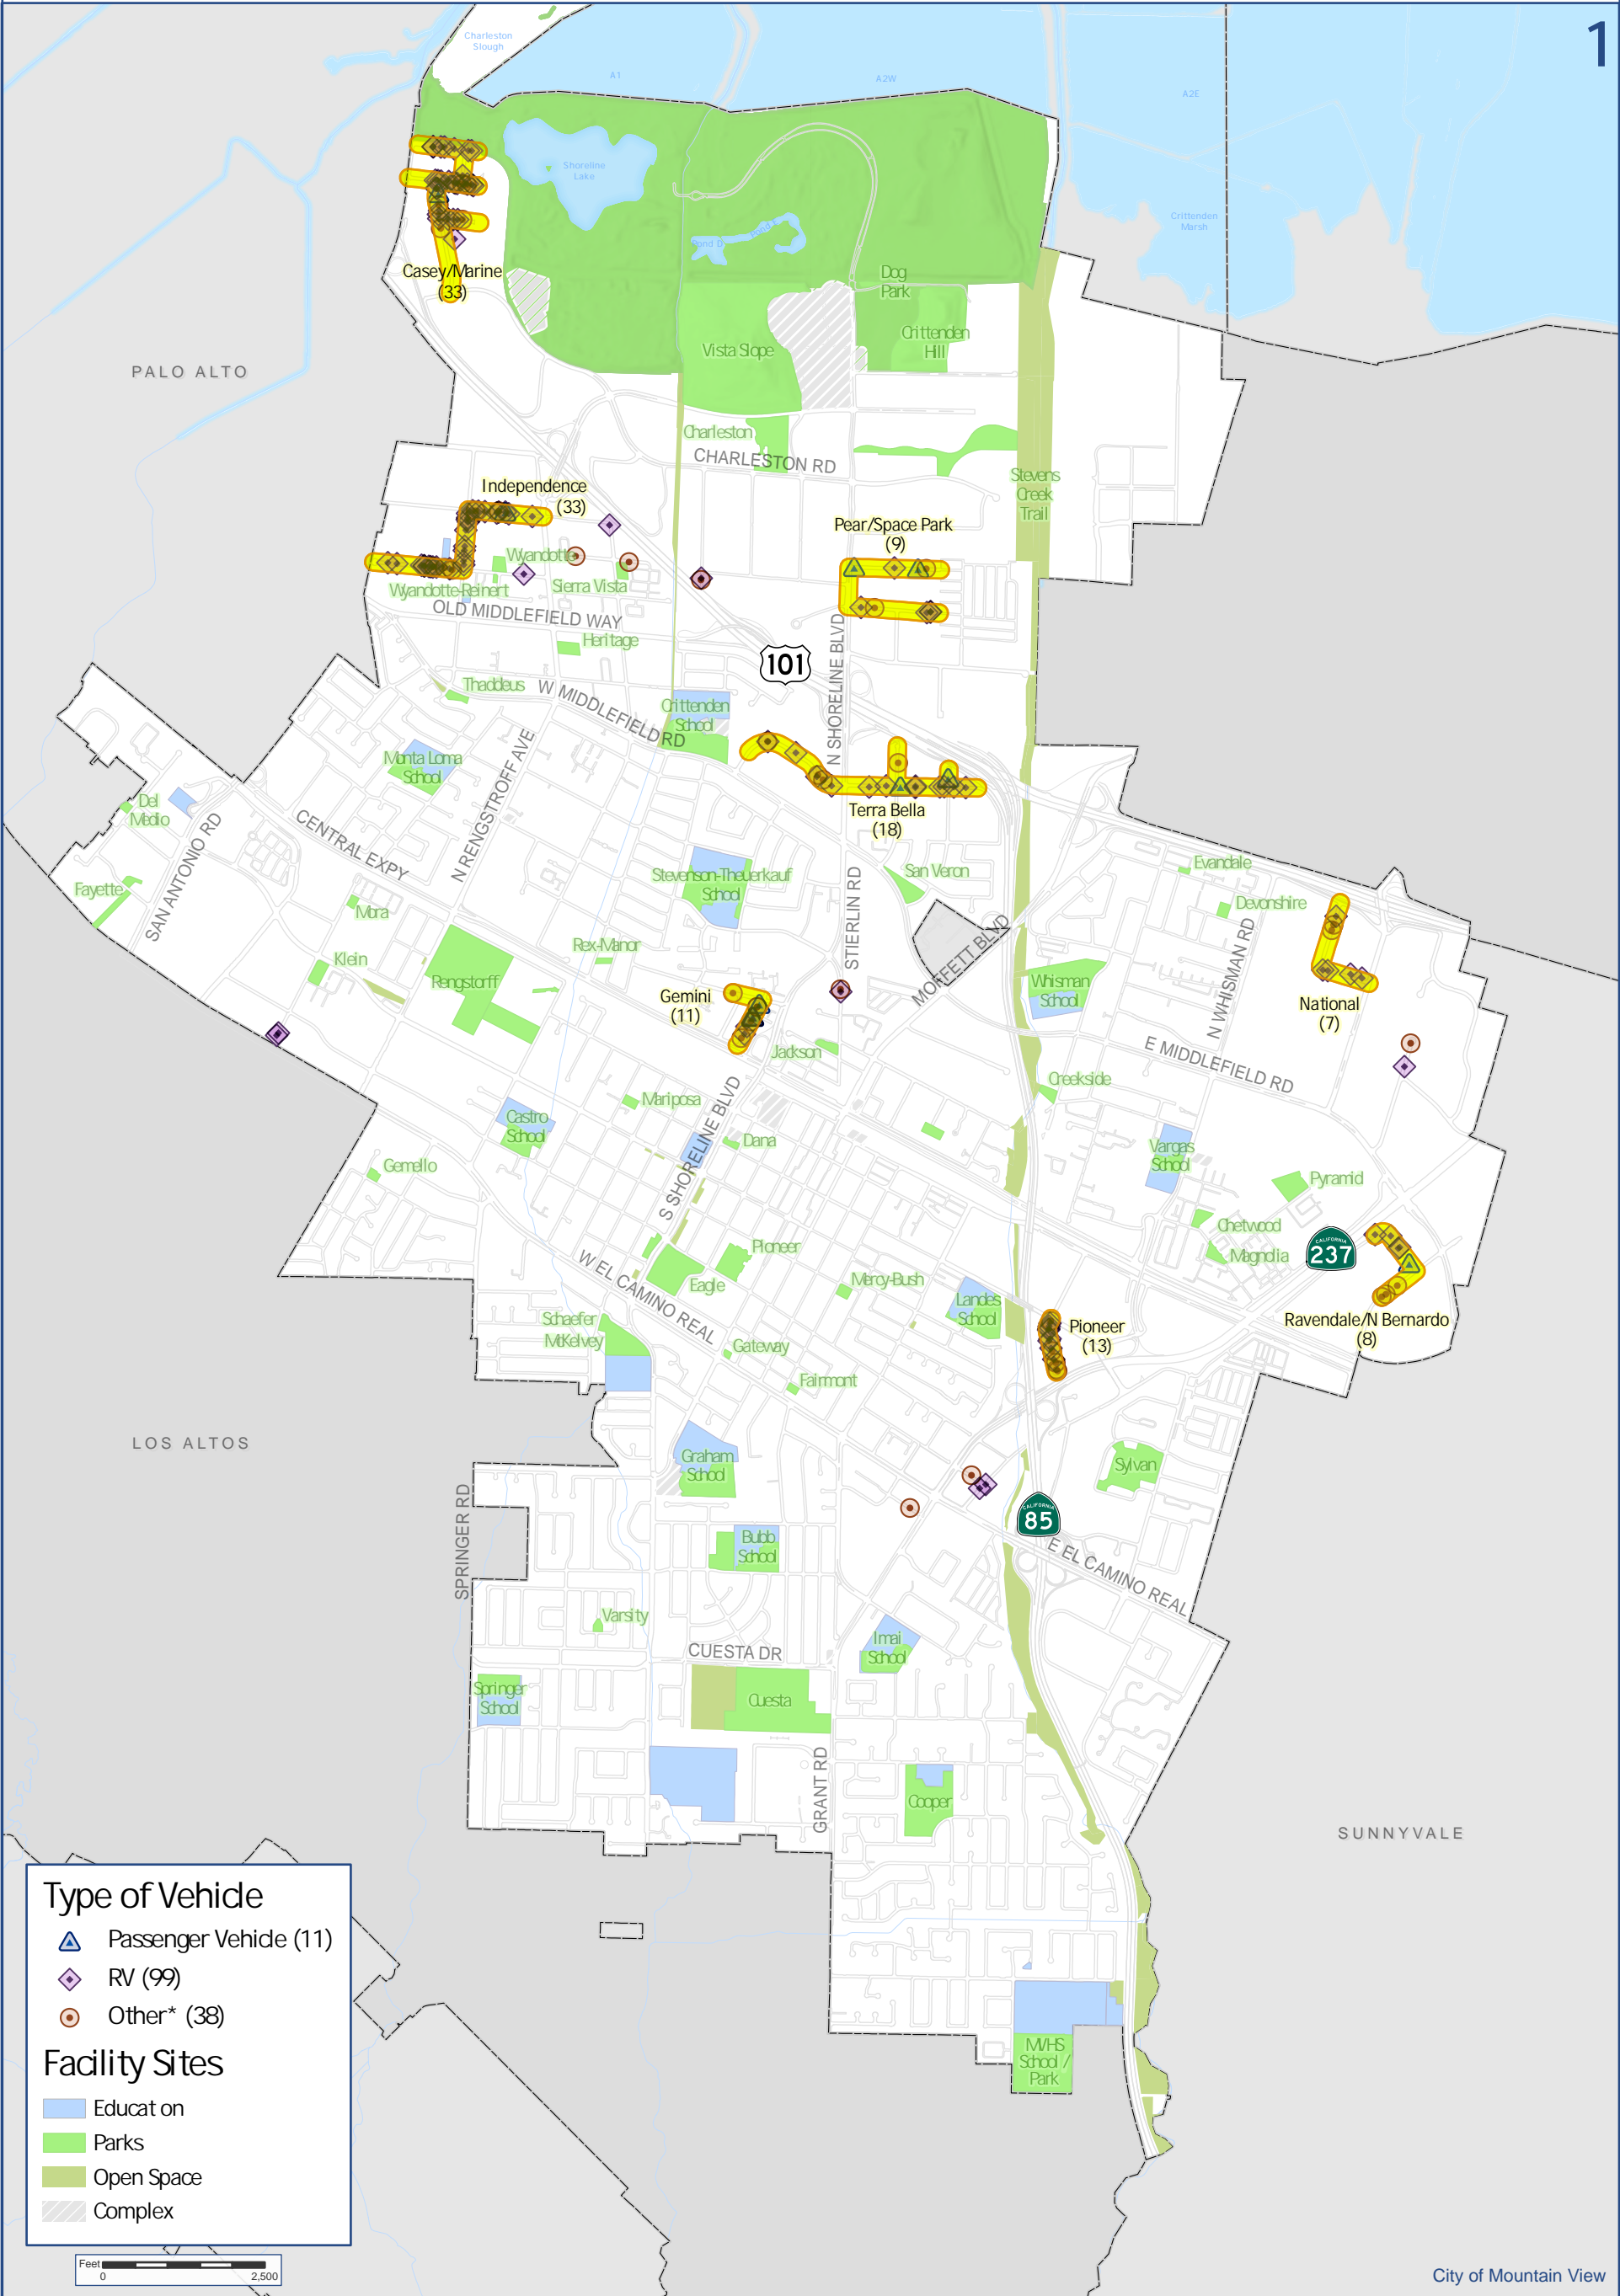 1
Charleston
Slough
A1
A2W
A2E
Shoreline
Lake
Crittenden
Marsh
Pond D
Casey/Marine
(33)
Dog
Park
Crittenden
Hill
Vista Slope
PALO ALTO
Charleston
CHARLESTON RD
Stevens
Creek
Trail
Independence
(33)
Pear/Space Park
(9)
Wyandotte
Sierra Vista
Wyandotte-Reinert
OLD MIDDLEFIELD WAY
Heritage
101
N SHORELINE BLVD
Thaddeus
W MIDDLEFIELD RD
Crittenden
School
Monta Loma
School
N RENGSTROFF AVE
Terra Bella
(18)
Del
Medio
SAN ANTONIO RD
CENTRAL EXPY
Stevenson-Theuerkauf
School
San Veron
Evandale
Fayette
Devonshire
Mora
STIERLIN RD
MOFFETT BLVD
N WHISMAN RD
Rex-Manor
Klein
Rengstorff
Whisman
School
Gemini
(11)
National
(7)
Jackson
E MIDDLEFIELD RD
Creekside
Mariposa
Castro
School
S SHORELINE BLVD
Dana
Vargas
School
Gemello
Pyramid
Chetwood
Magnolia
CALIFORNIA
237
Pioneer
W EL CAMINO REAL
Eagle
Mercy-Bush
Landes
School
Schaefer
McKelvey
Pioneer
(13)
Ravendale/N Bernardo
(8)
Gateway
Fairmont
LOS ALTOS
Graham
School
Sylvan
SPRINGER RD
CALIFORNIA
85
Bubb
School
E EL CAMINO REAL
Varsity
CUESTA DR
Imai
School
Springer
School
Cuesta
GRANT RD
Cooper
SUNNYVALE
MVHS
School /
Park
Type of Vehicle
Passenger Vehicle (11)
RV (99)
Other* (38)
Facility Sites
Educat on
Parks
Open Space
Complex
Feet
0 2,500
City of Mountain View